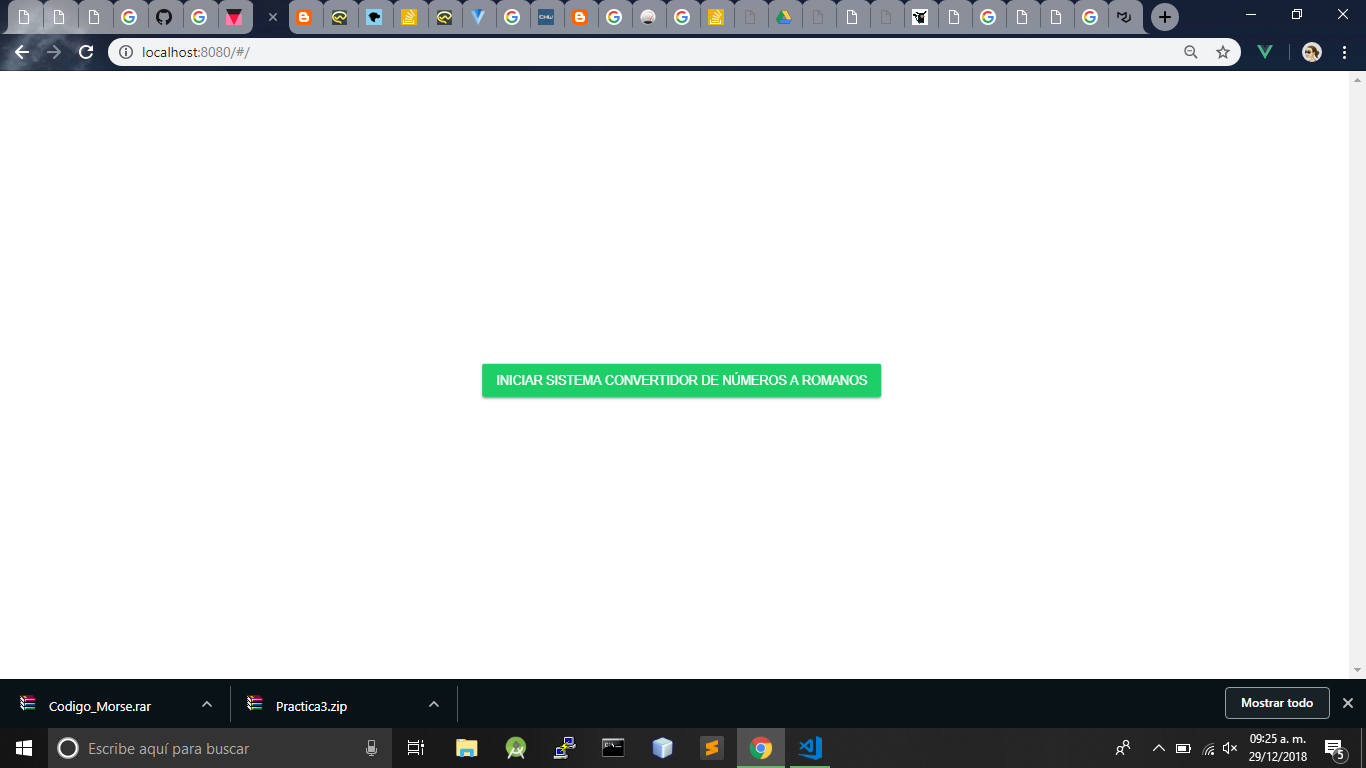 localhost:8080/#/
INICIAR SISTEMA CONVERTIDOR DE NÚMEROS A ROMANOS
Codigo_Morse.rar
Practica3.zip
Mostrar todo
Escribe aquí para buscar
09:25 a. m.
29/12/2018
5